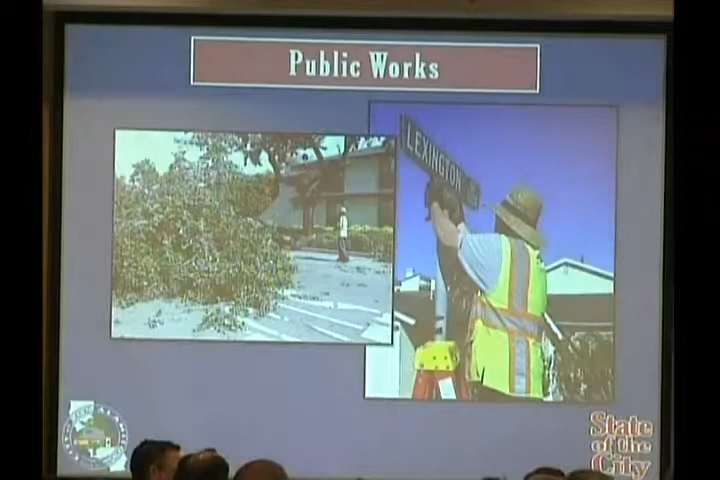 Public Works
LEXINGTON
State
of the
City